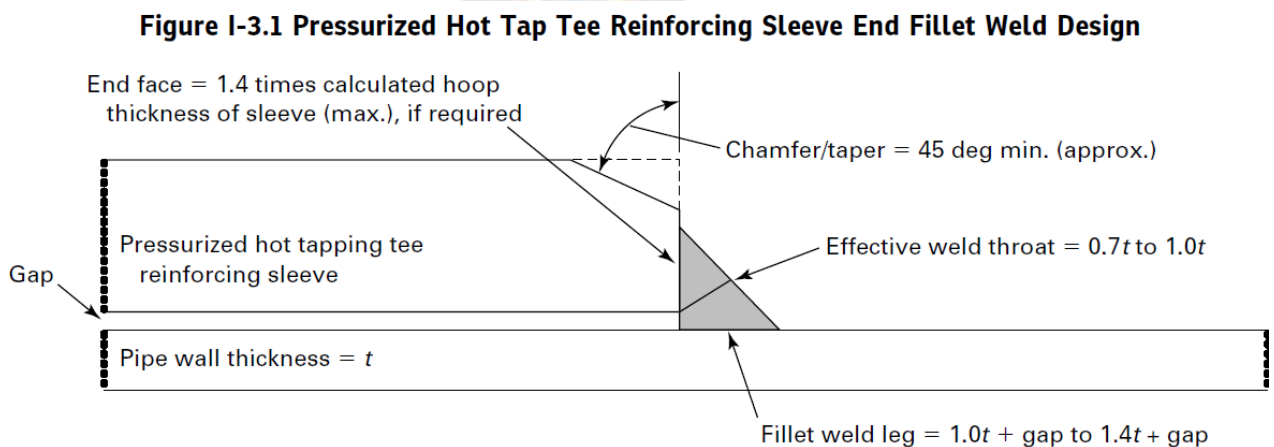 Figure I-3.1 Pressurized Hot Tap Tee Reinforcing Sleeve End Fillet Weld Design
End face = 1.4 times calculated hoop
thickness of sleeve (max.), if required
Chamfer/taper = 45 deg min. (approx.)
Pressurized hot tapping tee
reinforcing sleeve
Effective weld throat = 0.7t to 1.0t
Gap
Pipe wall thickness = t
Fillet weld leg = 1.0t + gap to 1.4t + gap